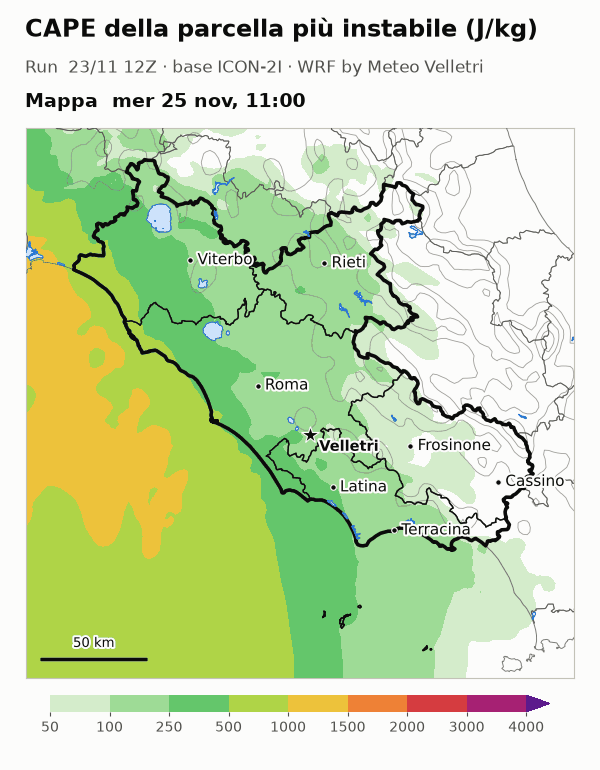 CAPE della parcella più instabile (J/kg)
Run  23/11 12Z · base ICON-2I · WRF by Meteo Velletri
Mappa  mer 25 nov, 11:00
Viterbo
Rieti
Roma
Velletri
Frosinone
Cassino
Latina
Terracina
50 km
50 100 250 500 1000 1500 2000 3000 4000